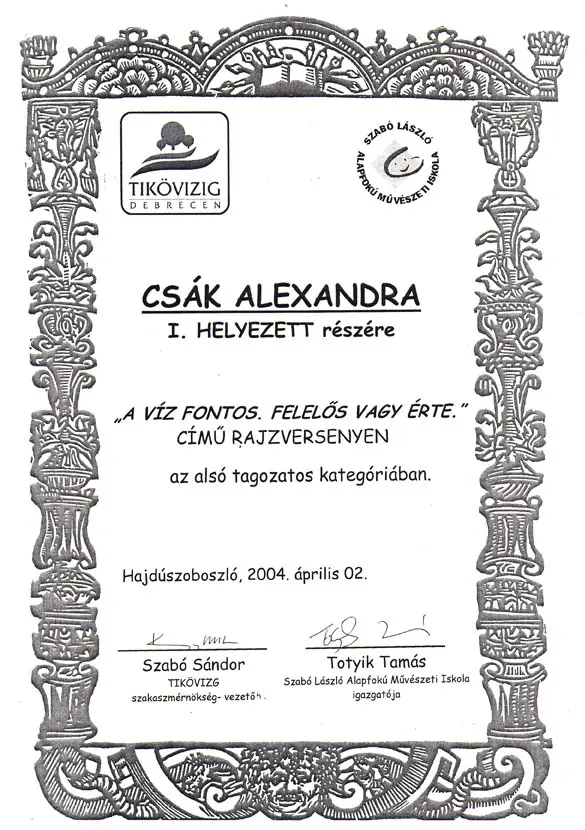 TIKÖVIZIG
DEBRECEN
SZABÓ LÁSZLÓ
ALAPFOKÚ MŰVÉSZETI ISKOLA
CSÁK ALEXANDRA
I. HELYEZETT részére
„A VÍZ FONTOS. FELELŐS VAGY ÉRTE.”
CÍMŰ RAJZVERSENYEN
az alsó tagozatos kategóriában.
Hajdúszoboszló, 2004. április 02.
Szabó Sándor
TIKÖVIZG
szakaszmérnökség- vezető
Totyik Tamás
Szabó László Alapfokú Művészeti Iskola
igazgatója